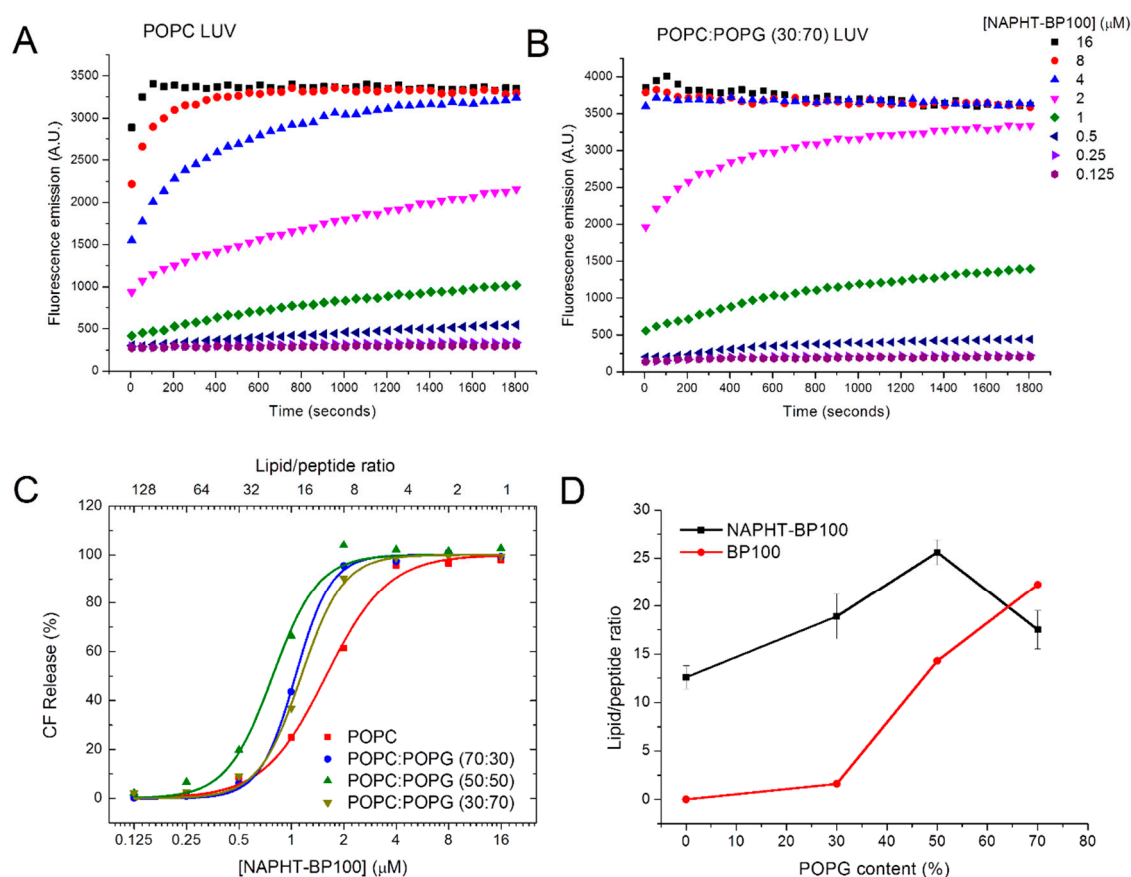 A
POPC LUV
Fluorescence emission (A.U.)
3500
3000
2500
2000
1500
1000
500
0
0 200 400 600 800 1000 1200 1400 1600 1800
Time (seconds)
B
POPC:POPG (30:70) LUV
Fluorescence emission (A.U.)
4000
3500
3000
2500
2000
1500
1000
500
0
0 200 400 600 800 1000 1200 1400 1600 1800
Time (seconds)
[NAPHT-BP100] (μM)
16
8
4
2
1
0.5
0.25
0.125
C
Lipid/peptide ratio
128 64 32 16 8 4 2 1
CF Release (%)
120
100
80
60
40
20
0
POPC
POPC:POPG (70:30)
POPC:POPG (50:50)
POPC:POPG (30:70)
0.125 0.25 0.5 1 2 4 8 16
[NAPHT-BP100] (μM)
D
Lipid/peptide ratio
30
25
20
15
10
5
0
NAPHT-BP100
BP100
0 10 20 30 40 50 60 70 80
POPG content (%)